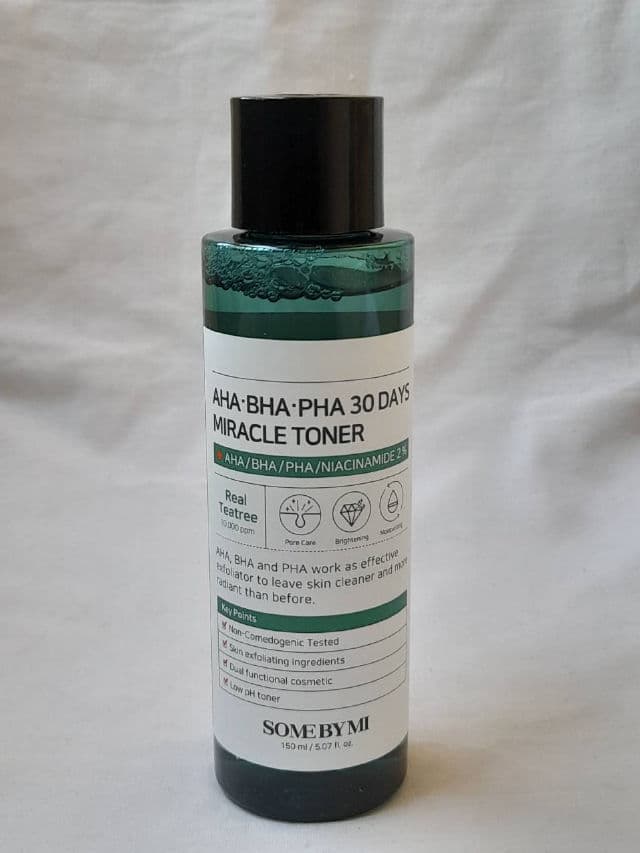 AHA·BHA·PHA 30 DAYS
MIRACLE TONER
AHA/BHA/PHA/NIACINAMIDE 2%
Real
Teatree
10,000 ppm
Pore Care
Brightening
Moisturizing
AHA, BHA and PHA work as effective
exfoliator to leave skin cleaner and more
radiant than before.
Key Points
Non-Comedogenic Tested
Skin exfoliating ingredients
Dual functional cosmetic
Low pH toner
SOME BY MI
150 ml / 5.07 fl. oz.